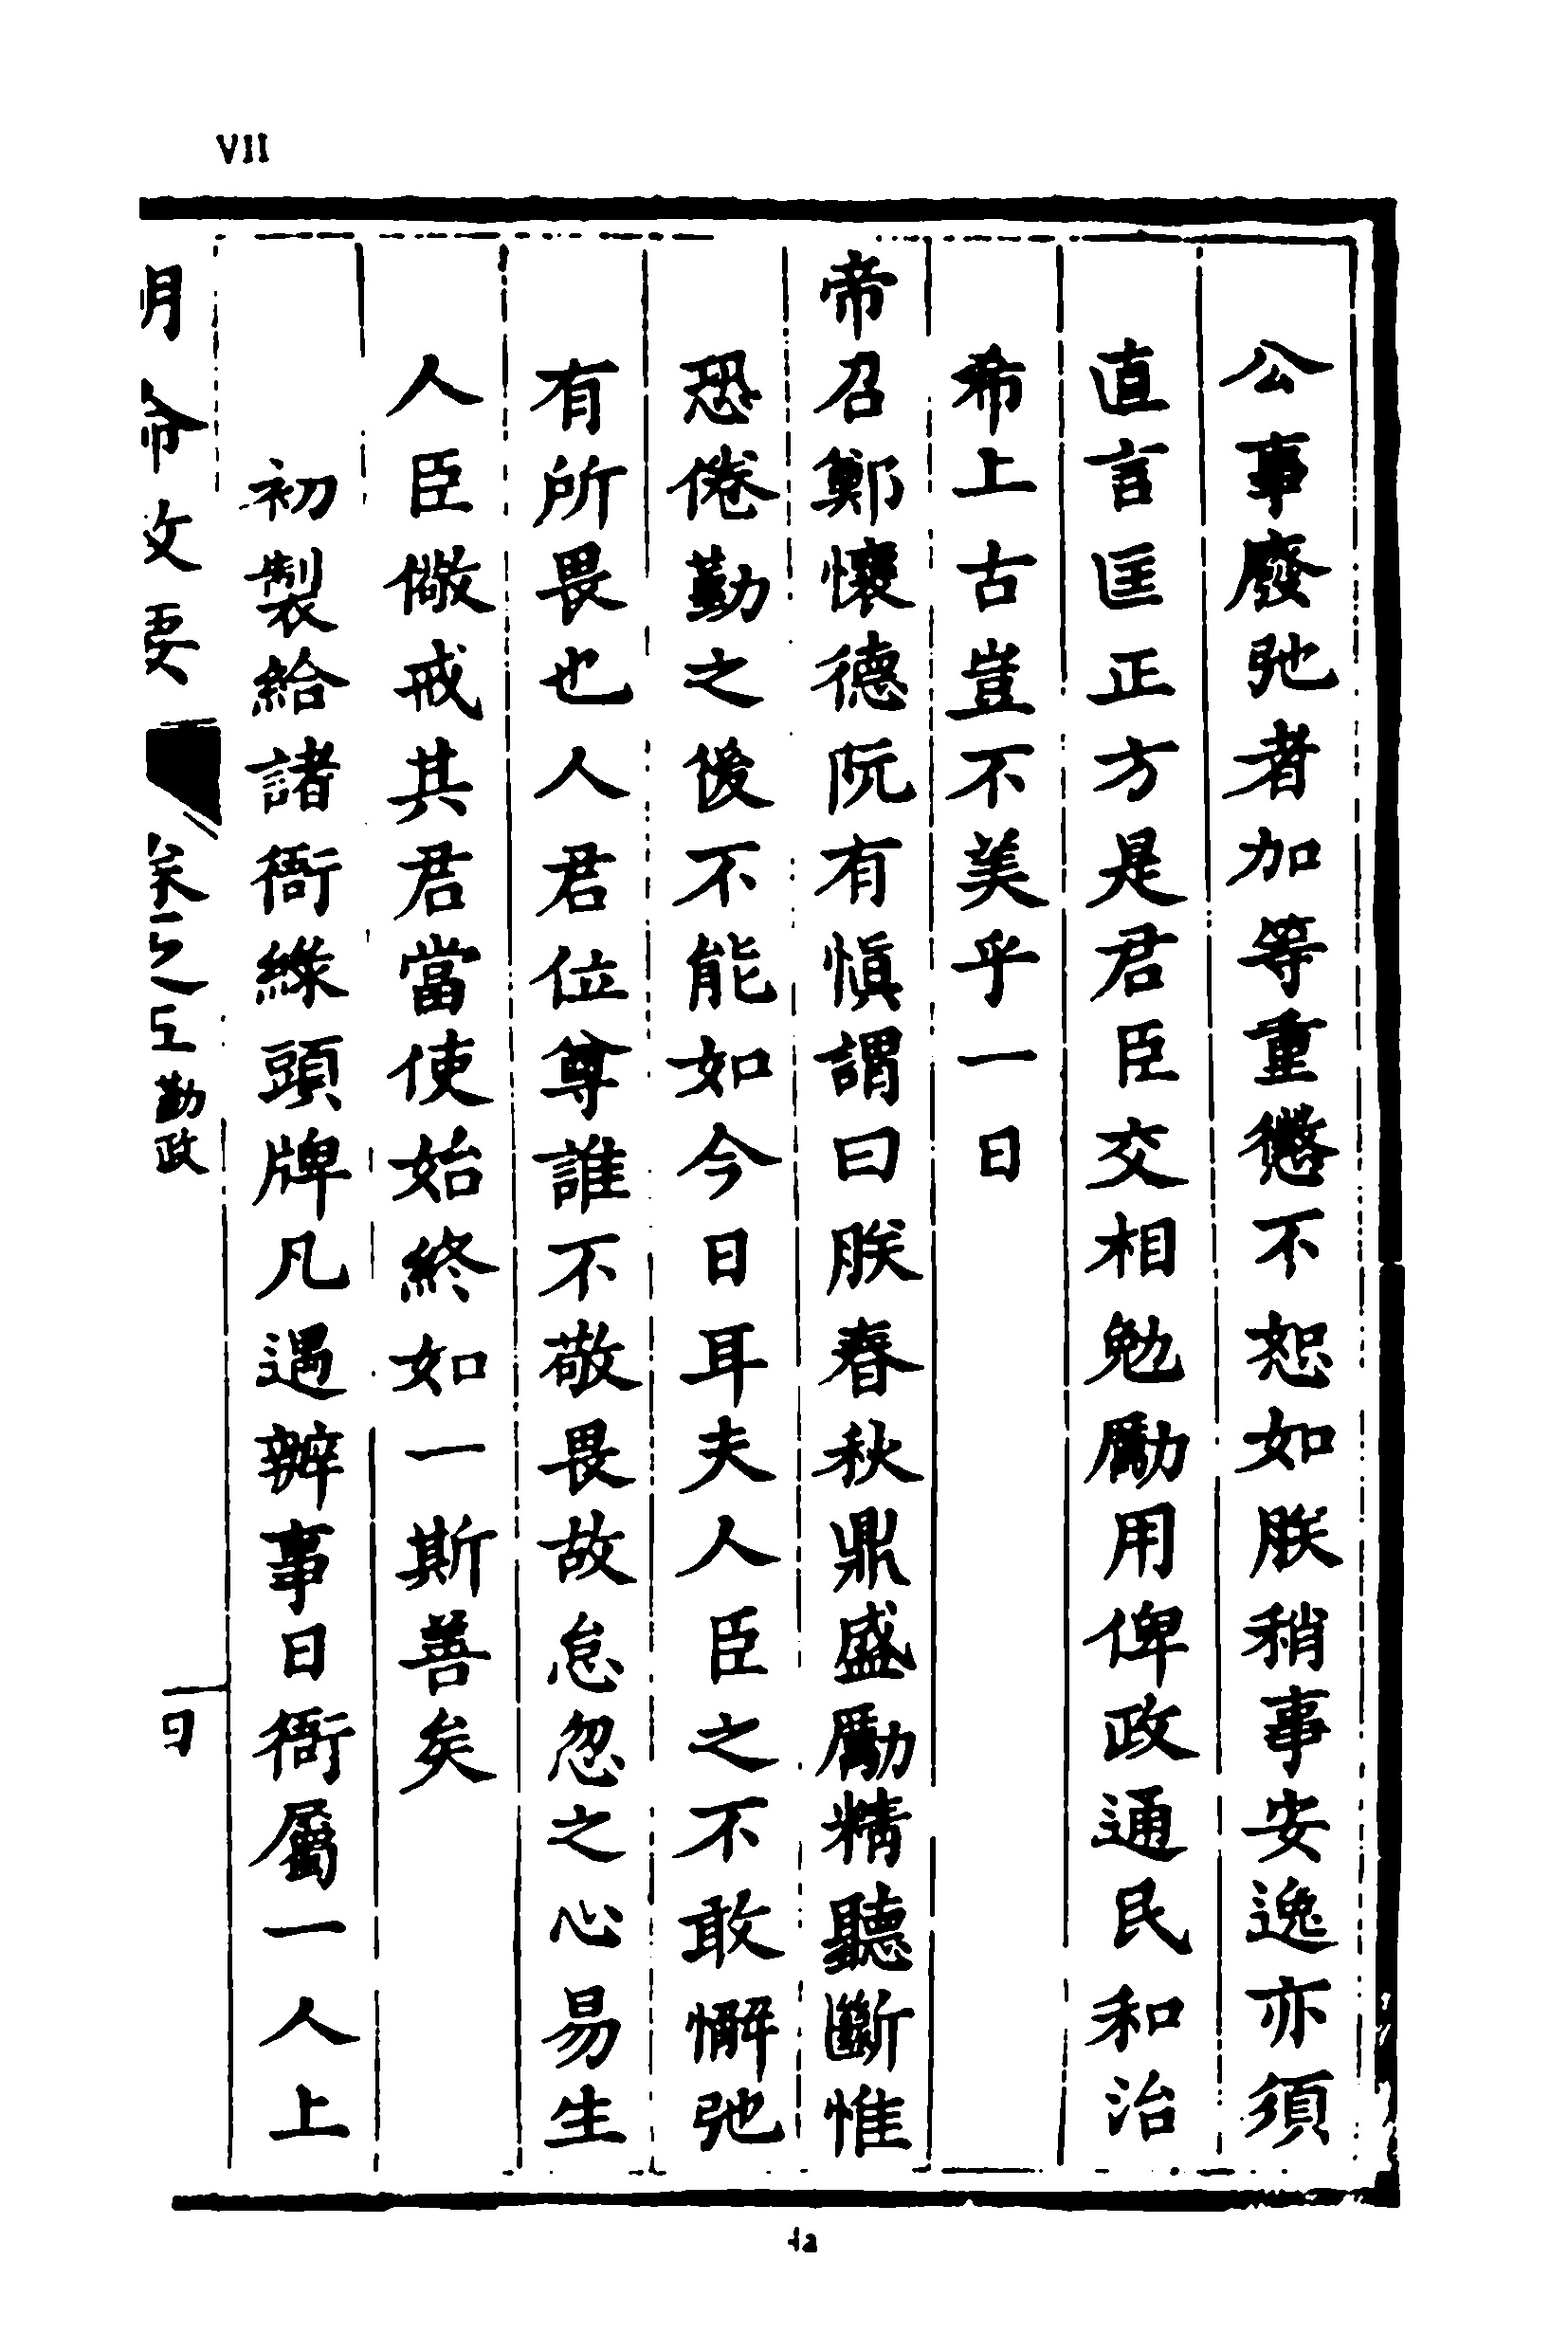 VII
公事廢弛者加等重懲不恕如朕稍事安逸亦須
直言匡正方是君臣交相勉勵用俾政通民和治
希上古豈不美乎一日
帝召鄭懷德阮有慎謂曰朕春秋鼎盛勵精聽斷惟
恐倦勤之後不能如今日耳夫人臣之不敢懈弛
有所畏也人君位尊誰不敬畏故怠忽之心易生
人臣儆戒其君當使始終如一斯善矣
初製給諸衙綠頭牌凡遇辦事日衙屬一人上
明命政要 卷之五 勤政 四
4a